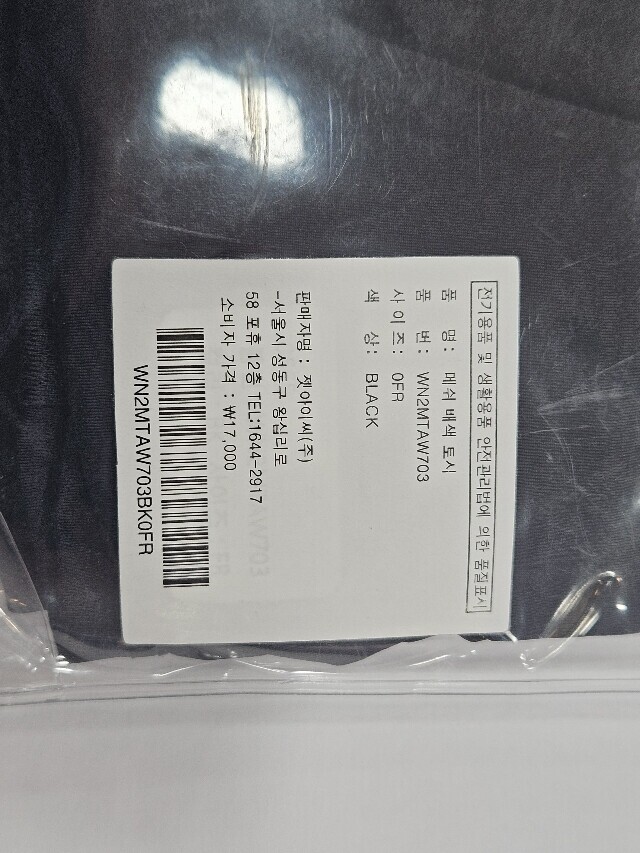 전기용품 및 생활용품 안전관리법에 의한 품질표시
품 명: 메쉬 배색 토시
품 번: WN2MTAW703
사이즈: 0FR
색 상: BLACK
판매자명 : 젯아이씨(주)
-서울시 성동구 왕십리로
58 포휴 12층 TEL:1644-2917
소비자 가격 : ₩17,000
WN2MTAW703BK0FR